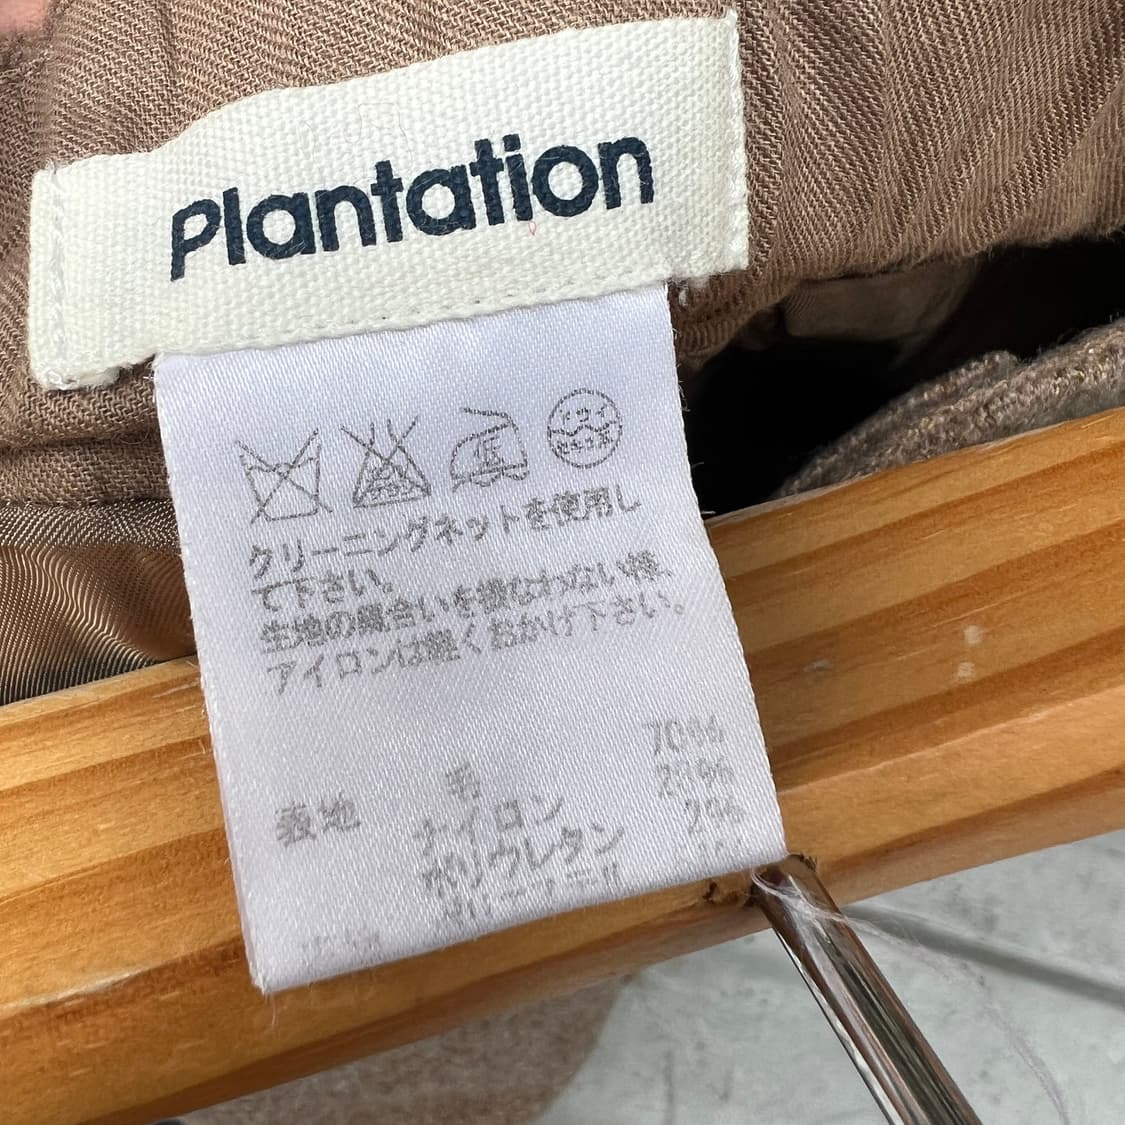 Plantation
ドライ
クリーニングネットを使用し
て下さい。
生地の風合いを損なわない様、
アイロンは軽くおかけ下さい。
毛 70%
表地 ナイロン
ポリウレタン 2%